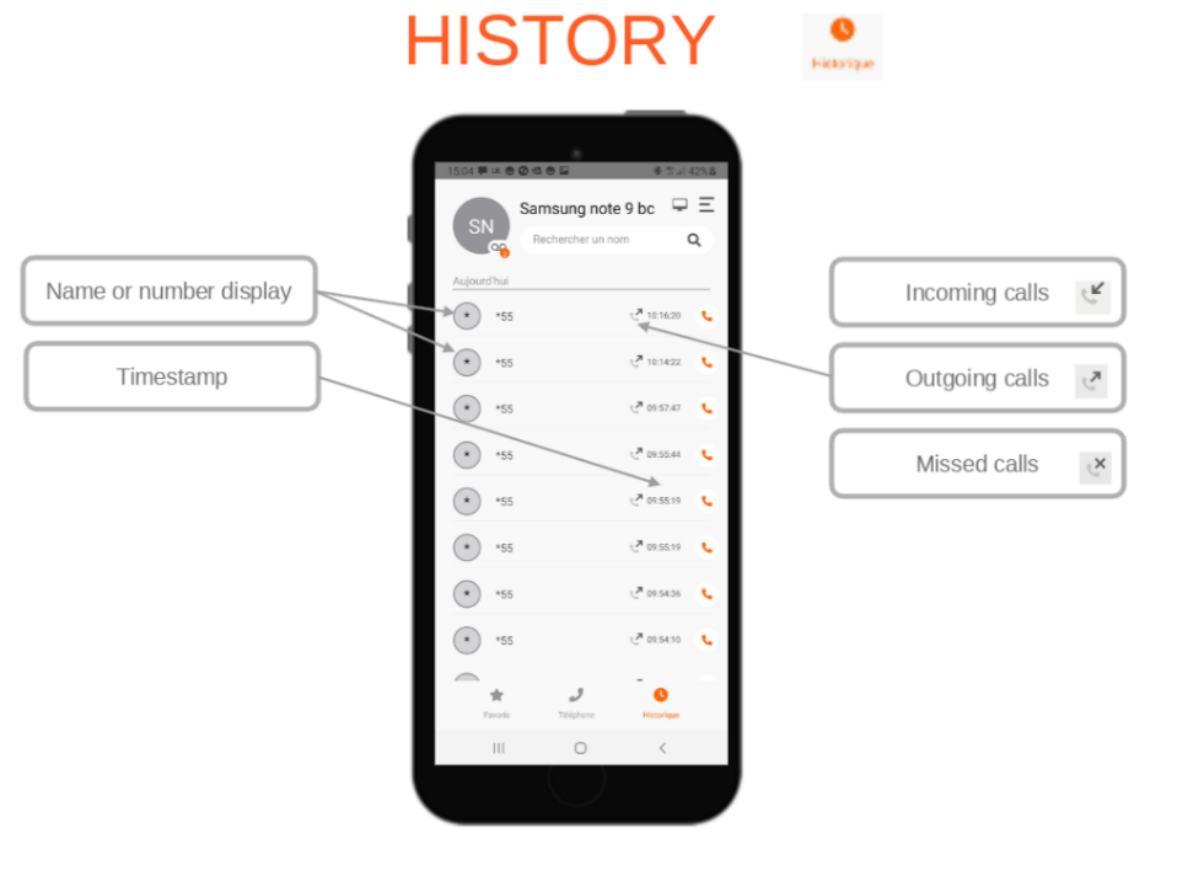 HISTORY
Historique
15:04 42%
SN
Samsung note 9 bc
Rechercher un nom
Aujourd'hui
Name or number display
Timestamp
* *55 10:16:20
* *55 10:14:22
* *55 09:57:47
* *55 09:55:44
* *55 09:55:19
* *55 09:55:19
* *55 09:54:36
* *55 09:54:10
Favoris Téléphone Historique
Incoming calls
Outgoing calls
Missed calls